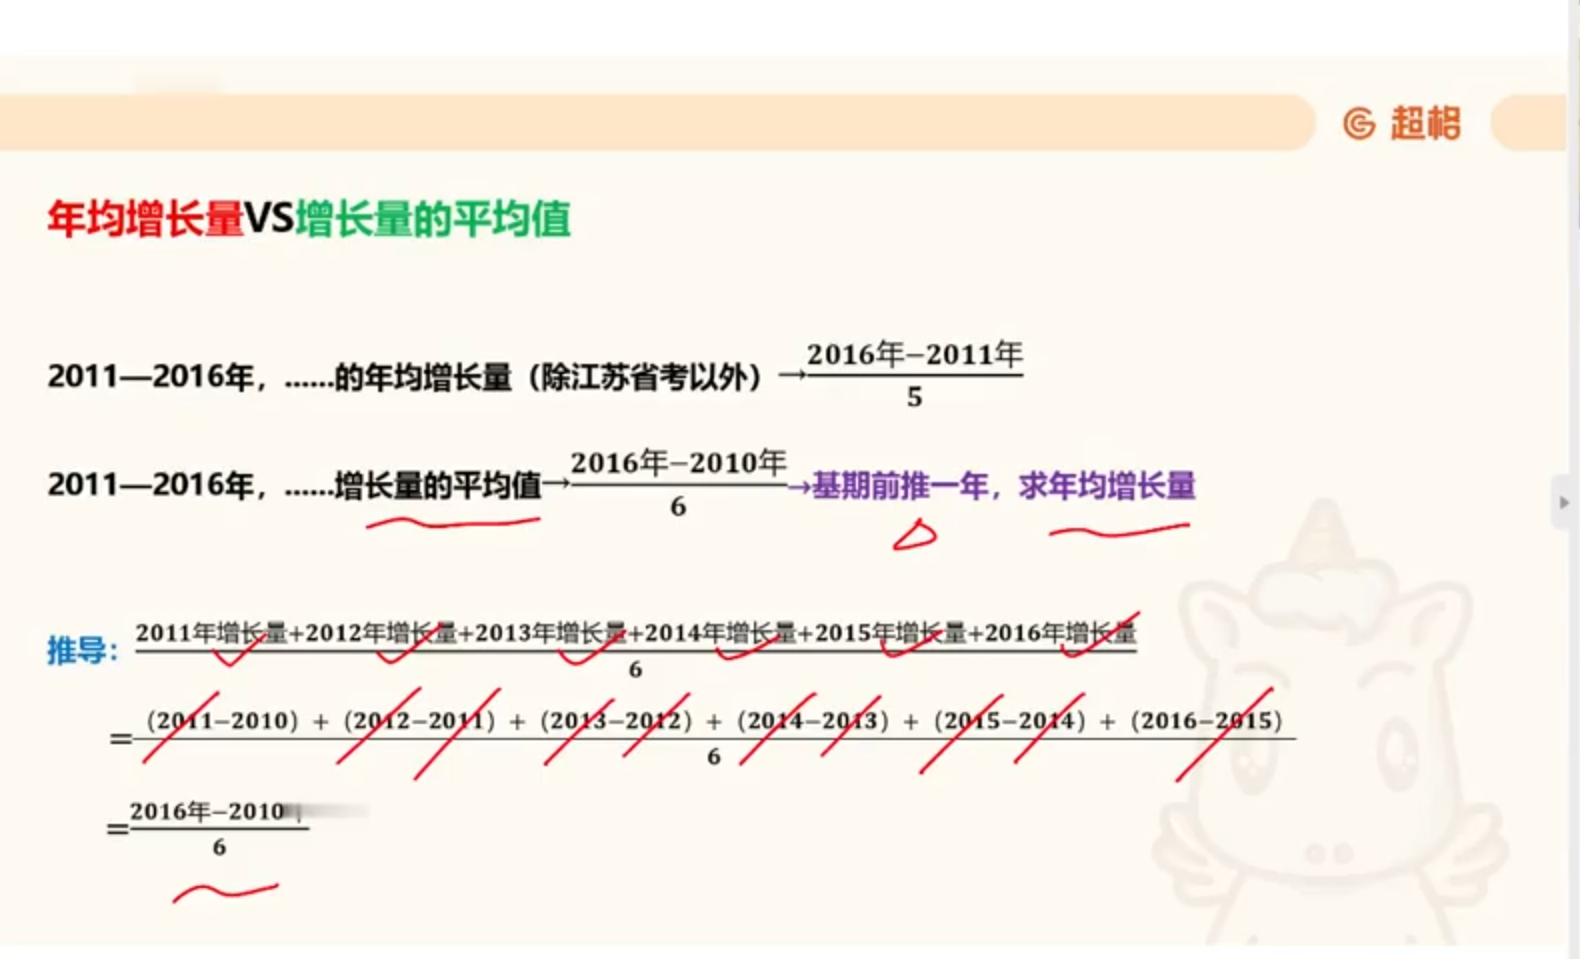 超格
年均增长量VS增长量的平均值
2011—2016年，......的年均增长量（除江苏省考以外）→
2016年−2011年
5
2011—2016年，......增长量的平均值→
2016年−2010年
6
→基期前推一年，求年均增长量
推导：
2011年增长量+2012年增长量+2013年增长量+2014年增长量+2015年增长量+2016年增长量
6
=
（2011−2010）+（2012−2011）+（2013−2012）+（2014−2013）+（2015−2014）+（2016−2015）
6
=
2016年−2010
6